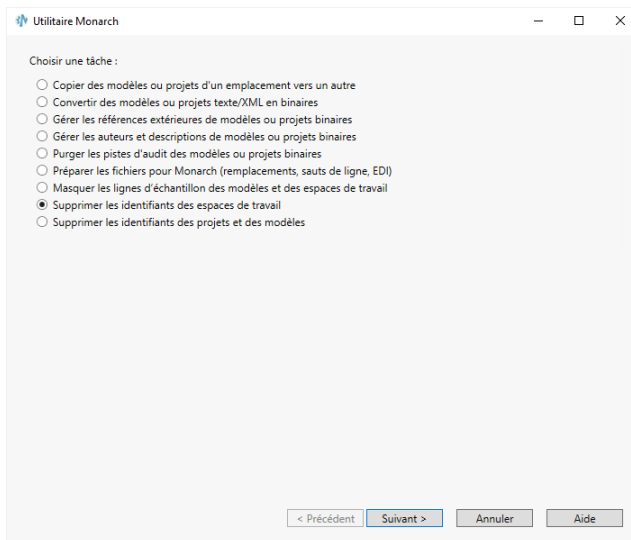 Utilitaire Monarch
Choisir une tâche :
Copier des modèles ou projets d'un emplacement vers un autre
Convertir des modèles ou projets texte/XML en binaires
Gérer les références extérieures de modèles ou projets binaires
Gérer les auteurs et descriptions de modèles ou projets binaires
Purger les pistes d'audit des modèles ou projets binaires
Préparer les fichiers pour Monarch (remplacements, sauts de ligne, EDI)
Masquer les lignes d’échantillon des modèles et des espaces de travail
Supprimer les identifiants des espaces de travail
Supprimer les identifiants des projets et des modèles
< Précédent Suivant > Annuler Aide